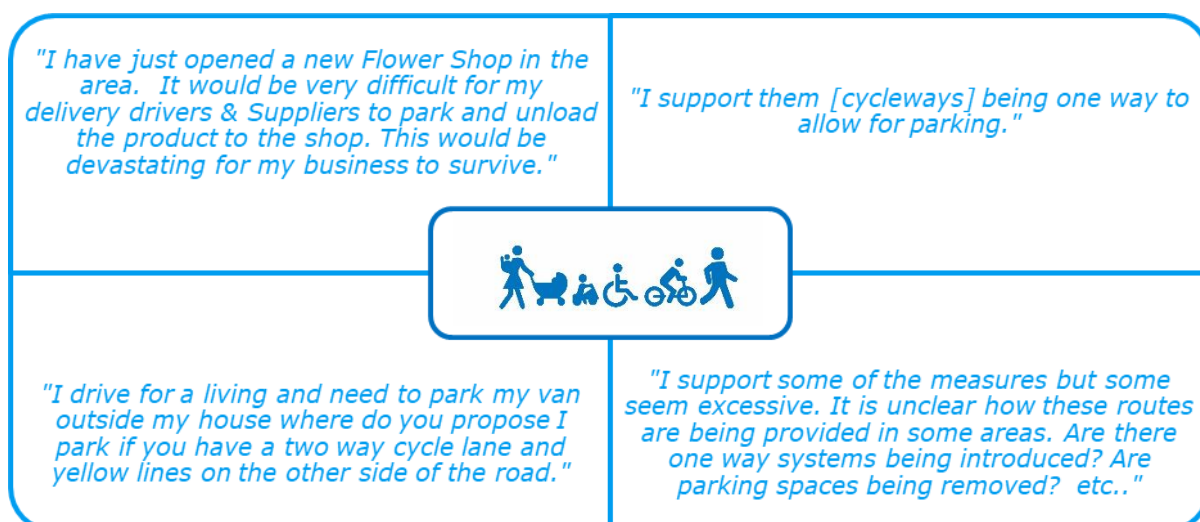 "I have just opened a new Flower Shop in the
area.  It would be very difficult for my
delivery drivers & Suppliers to park and unload
the product to the shop. This would be
devastating for my business to survive."
"I support them [cycleways] being one way to
allow for parking."
"I drive for a living and need to park my van
outside my house where do you propose I
park if you have a two way cycle lane and
yellow lines on the other side of the road."
"I support some of the measures but some
seem excessive. It is unclear how these routes
are being provided in some areas. Are there
one way systems being introduced? Are
parking spaces being removed?  etc.."